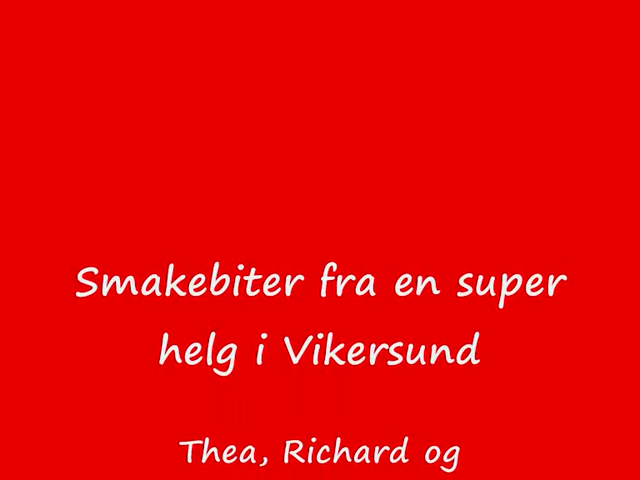 Smakebiter fra en super
helg i Vikersund
Thea, Richard og